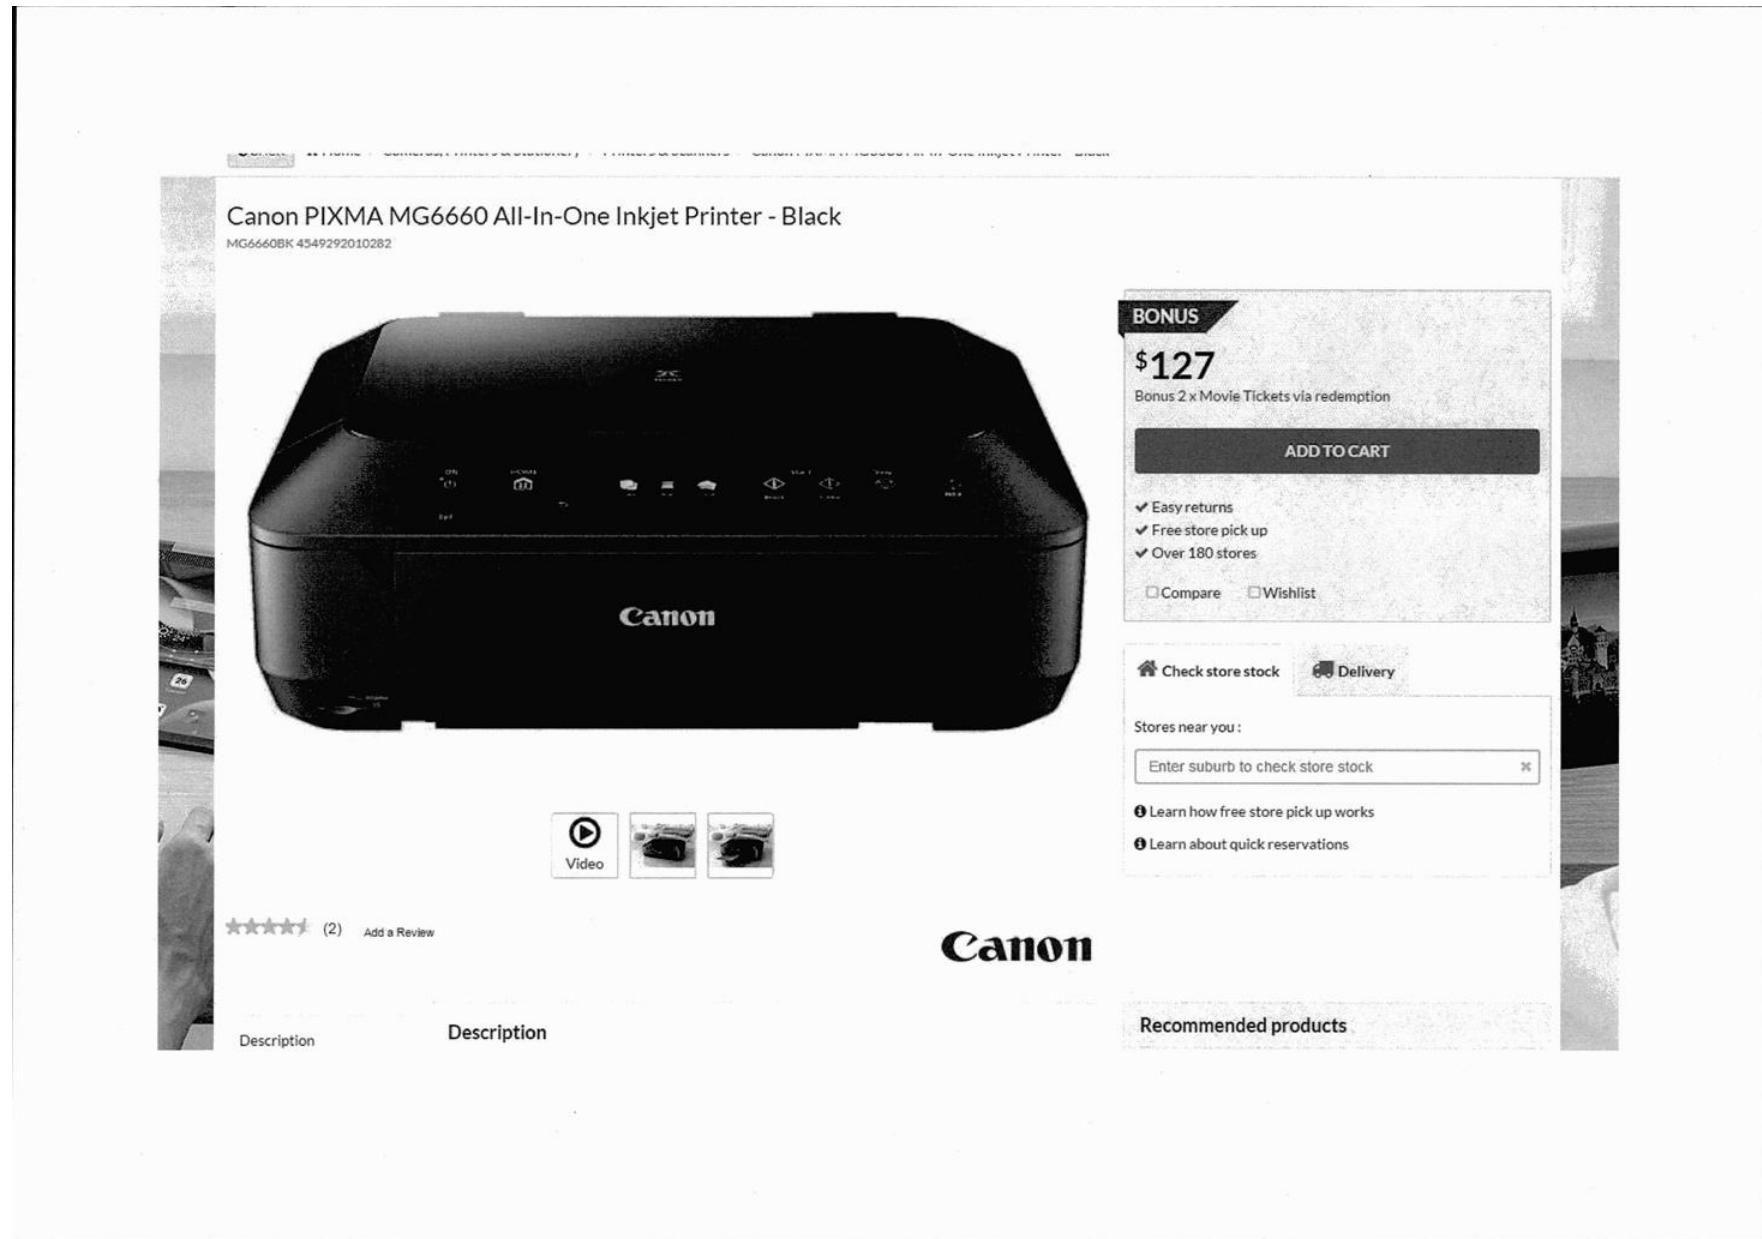 Canon PIXMA MG6660 All-In-One Inkjet Printer - Black
MG6660BK 4549292010282
BONUS
$127
Bonus 2 x Movie Tickets via redemption
ADD TO CART
Easy returns
Free store pick up
Over 180 stores
Compare Wishlist
ON
Canon
Check store stock Delivery
Stores near you :
Enter suburb to check store stock
Learn how free store pick up works
Learn about quick reservations
26
Video
(2) Add a Review
Canon
Description
Description
Recommended products